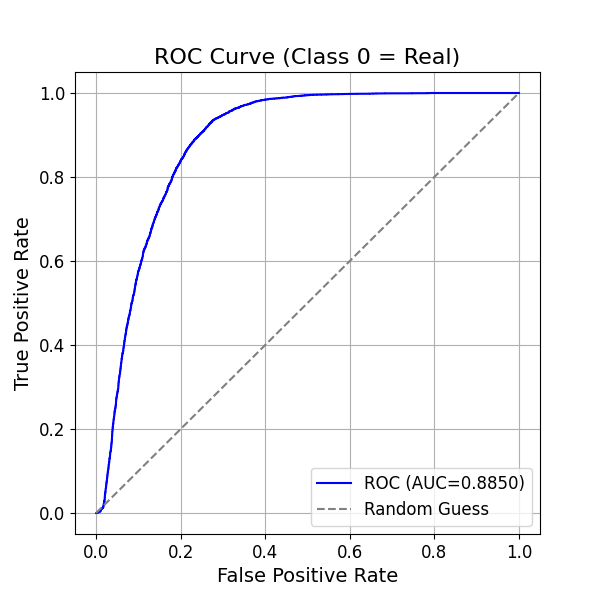 ROC Curve (Class 0 = Real)
True Positive Rate
1.0
0.8
0.6
0.4
0.2
0.0
0.0 0.2 0.4 0.6 0.8 1.0
False Positive Rate
ROC (AUC=0.8850)
Random Guess